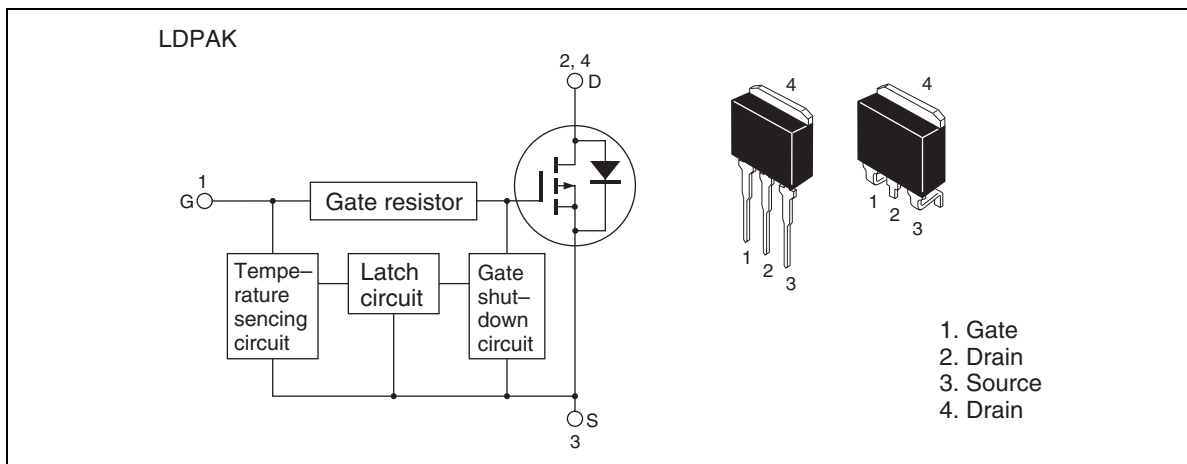 LDPAK
2, 4
D
1
G
Gate resistor
Tempe–
rature
sencing
circuit
Latch
circuit
Gate
shut–
down
circuit
S
3
4
1
2
3
4
1
2
3
1. Gate
2. Drain
3. Source
4. Drain